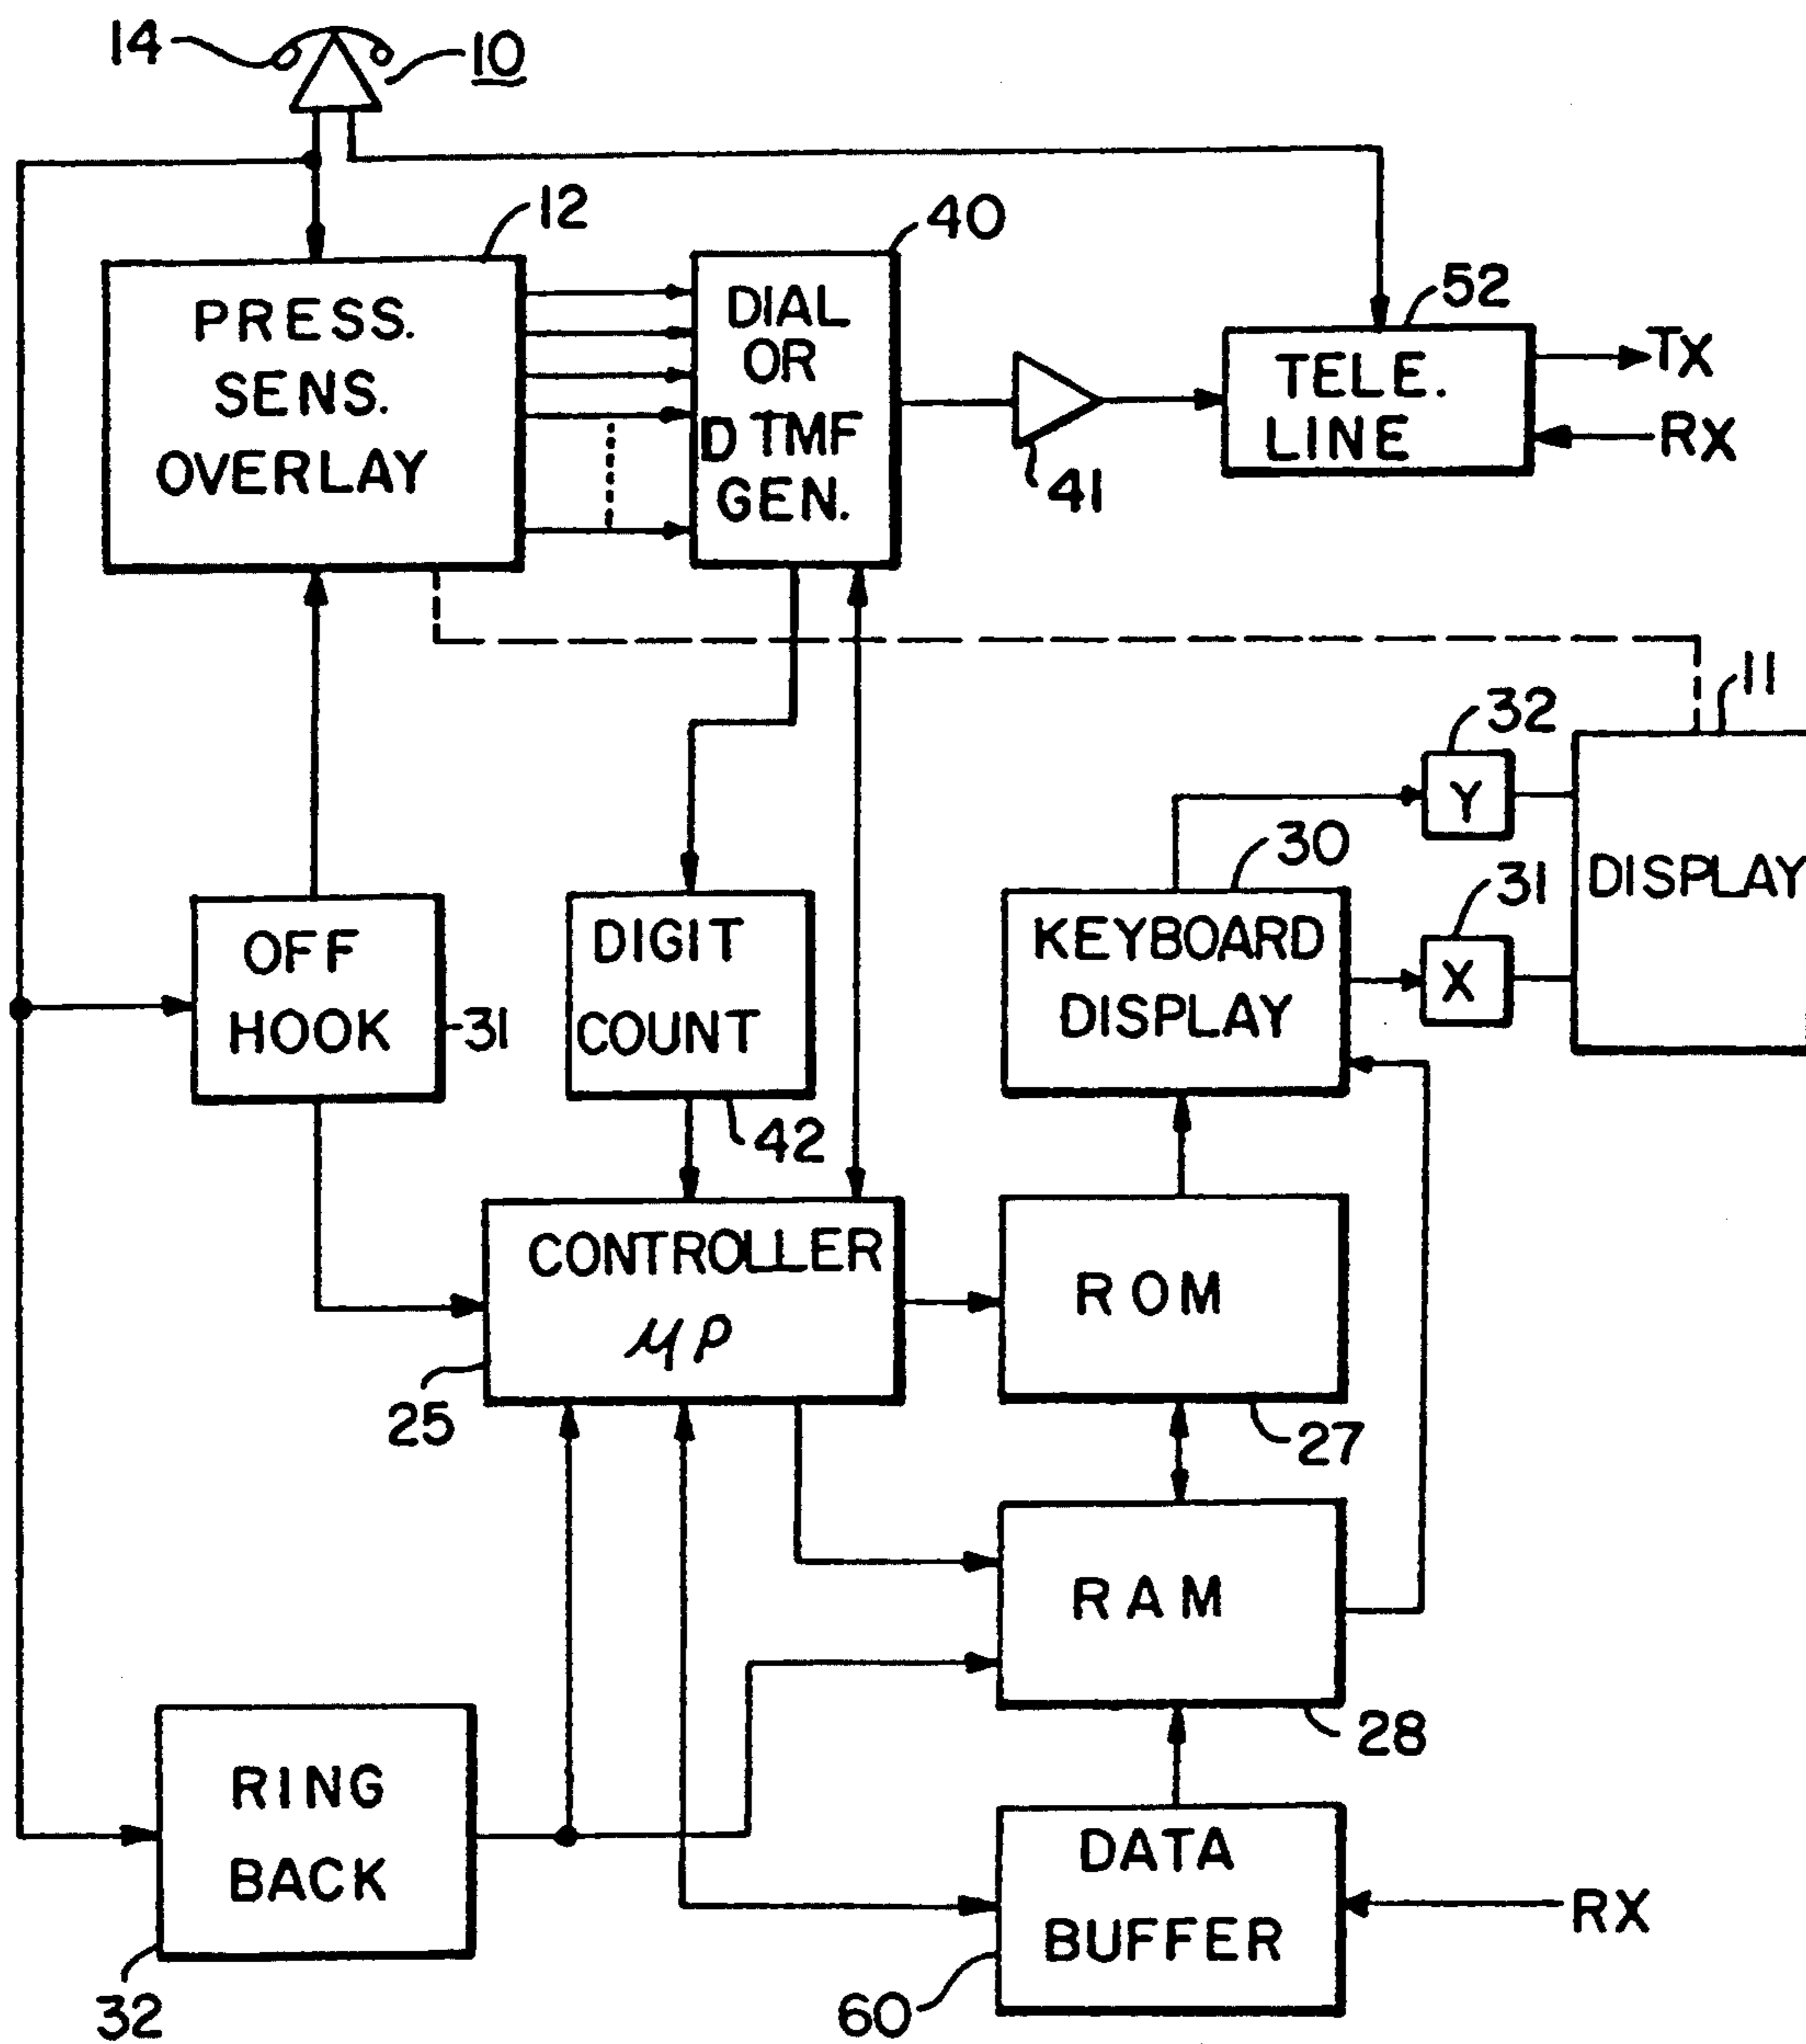 14
10
12
40
PRESS.
SENS.
OVERLAY
DIAL
OR
DTMF
GEN.
41
52
TELE.
LINE
TX
RX
11
32
Y
30
31
X
DISPLAY
KEYBOARD
DISPLAY
OFF
HOOK
31
DIGIT
COUNT
42
CONTROLLER
μP
25
ROM
27
RAM
28
RING
BACK
32
DATA
BUFFER
60
RX